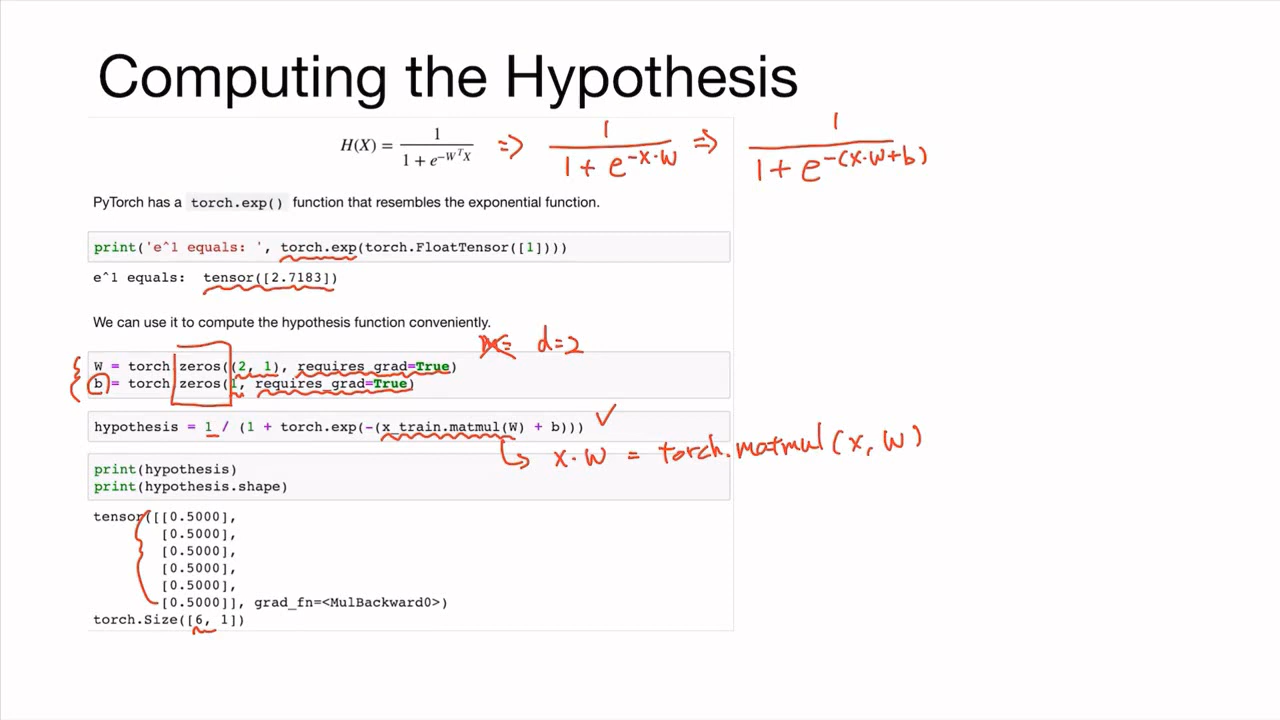 Computing the Hypothesis
H(X) = 1 / (1 + e^{-W^T X}) => 1 / (1 + e^{-x·w}) => 1 / (1 + e^{-(x·w+b)})
PyTorch has a torch.exp() function that resembles the exponential function.
print('e^1 equals: ', torch.exp(torch.FloatTensor([1])))
e^1 equals:  tensor([2.7183])
We can use it to compute the hypothesis function conveniently.
d=2
W = torch zeros((2, 1), requires_grad=True)
b = torch zeros(1, requires_grad=True)
hypothesis = 1 / (1 + torch.exp(-(x_train.matmul(W) + b))) ✓
x·w = torch.matmul(x, w)
print(hypothesis)
print(hypothesis.shape)
tensor([[0.5000],
[0.5000],
[0.5000],
[0.5000],
[0.5000],
[0.5000]], grad_fn=<MulBackward0>)
torch.Size([6, 1])